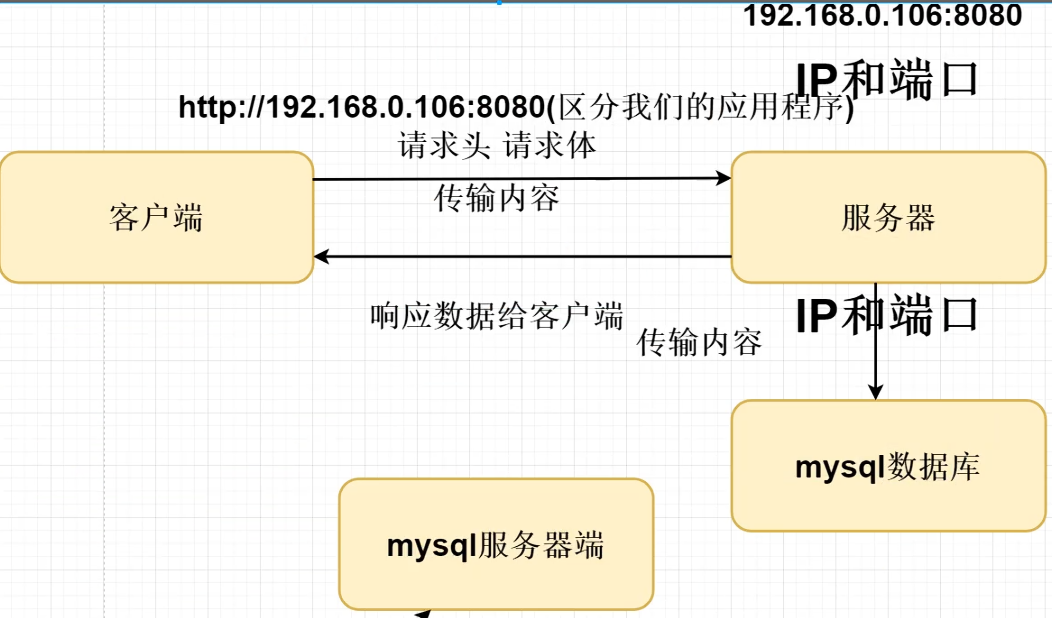 192.168.0.106:8080
IP和端口
http://192.168.0.106:8080(区分我们的应用程序)
请求头 请求体
传输内容
客户端
服务器
响应数据给客户端
IP和端口
传输内容
mysql数据库
mysql服务器端